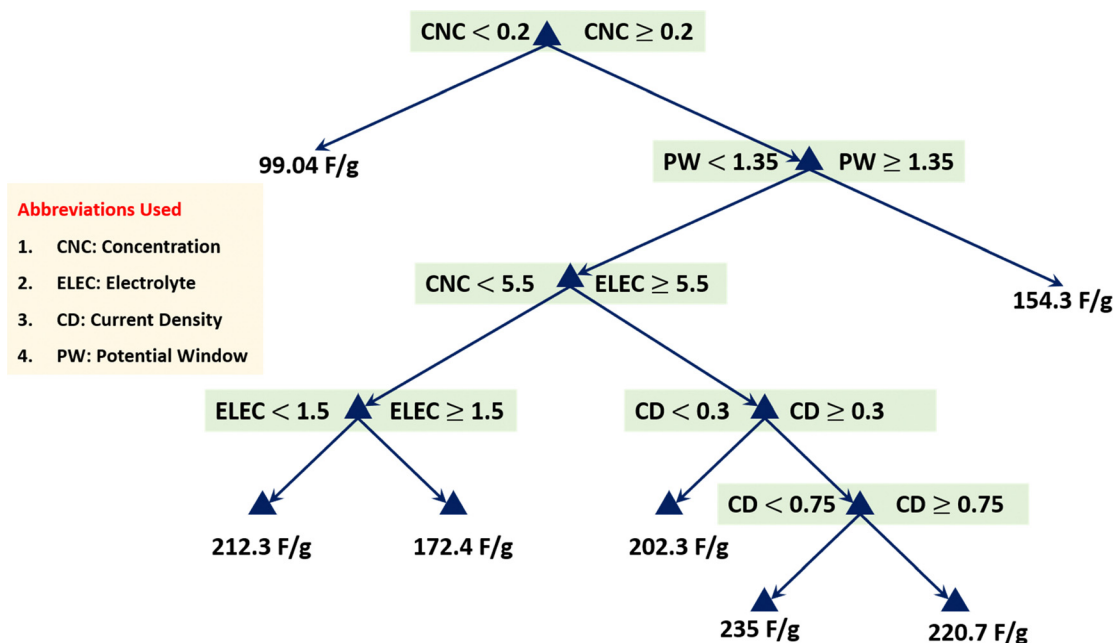 CNC < 0.2 CNC ≥ 0.2
99.04 F/g
PW < 1.35 PW ≥ 1.35
Abbreviations Used
1. CNC: Concentration
2. ELEC: Electrolyte
3. CD: Current Density
4. PW: Potential Window
CNC < 5.5 ELEC ≥ 5.5
154.3 F/g
ELEC < 1.5 ELEC ≥ 1.5
CD < 0.3 CD ≥ 0.3
212.3 F/g
172.4 F/g
202.3 F/g
CD < 0.75 CD ≥ 0.75
235 F/g
220.7 F/g